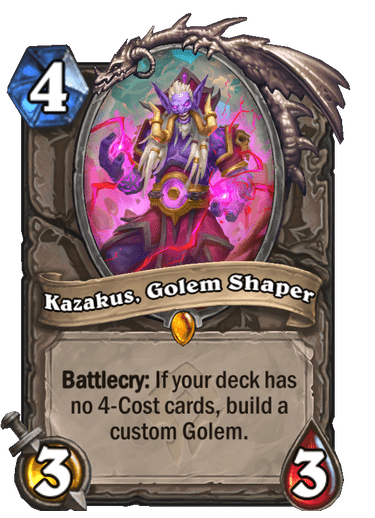 4
Kazakus, Golem Shaper
Battlecry: If your deck has
no 4-Cost cards, build a
custom Golem.
3
3